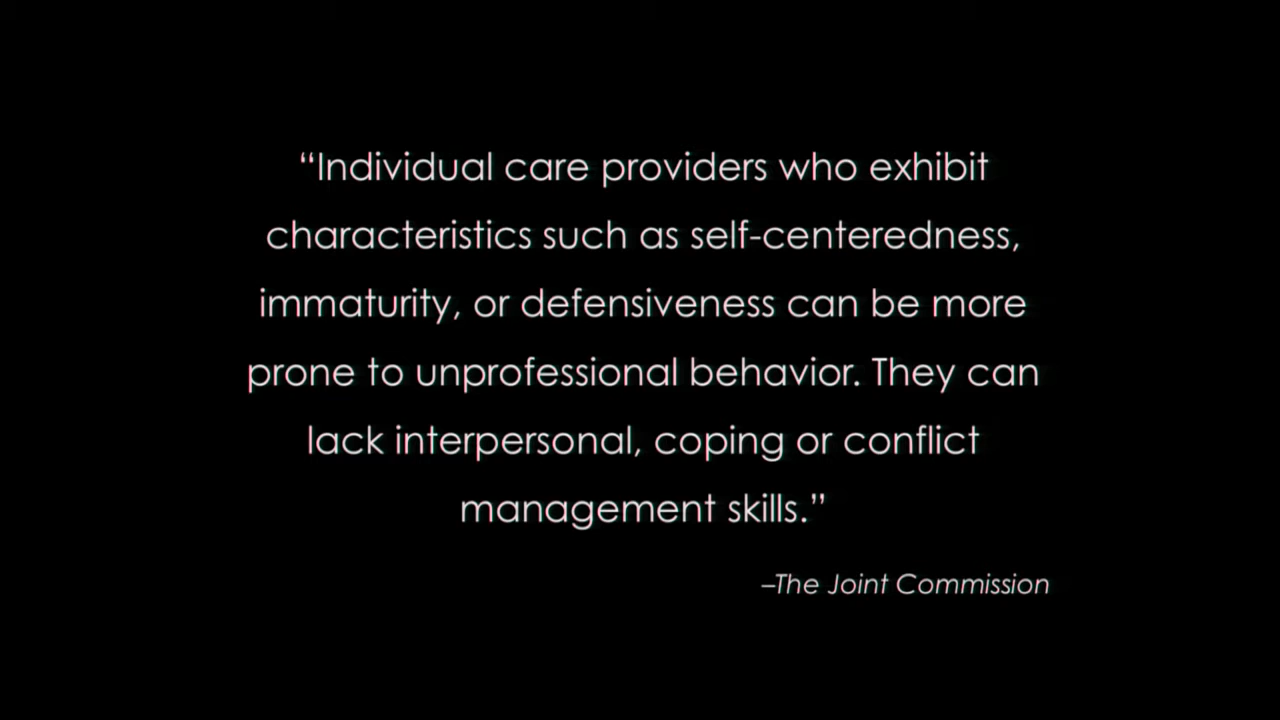 “Individual care providers who exhibit
characteristics such as self-centeredness,
immaturity, or defensiveness can be more
prone to unprofessional behavior. They can
lack interpersonal, coping or conflict
management skills.”
–The Joint Commission